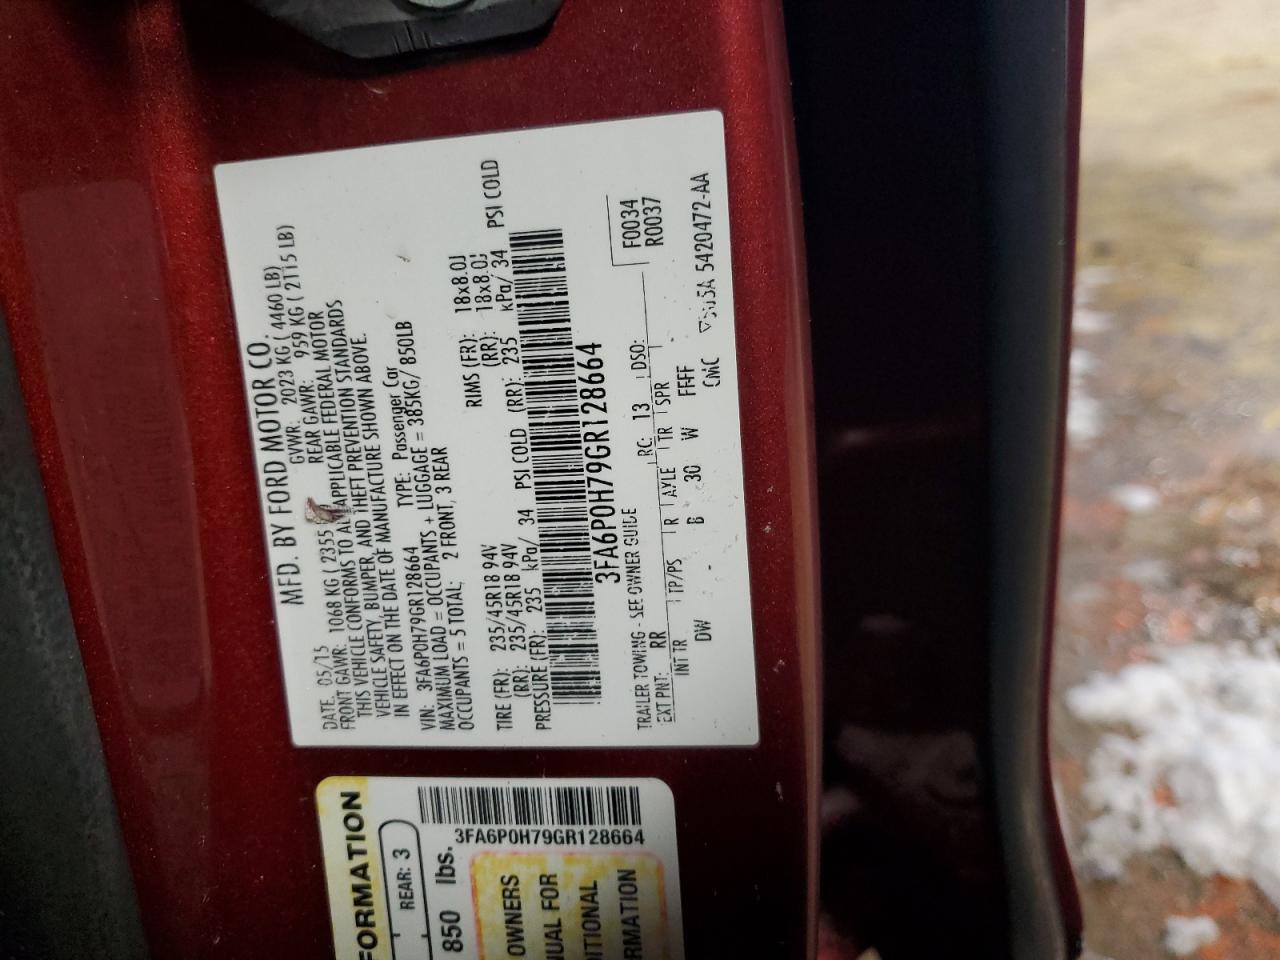 MFD. BY FORD MOTOR CO.
DATE: 05/15 GVWR: 2023 KG ( 4460 LB)
FRONT GAWR: 1068 KG ( 2355 REAR GAWR: 959 KG ( 2115 LB)
THIS VEHICLE CONFORMS TO ALL APPLICABLE FEDERAL MOTOR
VEHICLE SAFETY, BUMPER, AND THEFT PREVENTION STANDARDS
IN EFFECT ON THE DATE OF MANUFACTURE SHOWN ABOVE.
VIN: 3FA6P0H79GR128664 TYPE: Passenger Car
MAXIMUM LOAD = OCCUPANTS + LUGGAGE = 385KG/ 850LB
OCCUPANTS = 5 TOTAL; 2 FRONT, 3 REAR
TIRE (FR): 235/45R18 94V RIMS (FR): 18x8.0J
(RR): 235/45R18 94V (RR): 18x8.0J
PRESSURE (FR): 235 kPa/ 34 PSI COLD (RR): 235 kPa/ 34 PSI COLD
3FA6P0H79GR128664
F0034
R0037
TRAILER TOWING - SEE OWNER GUIDE RC: 13 DSO:
EXT PNT: RR
INT TR TP/PS R AXLE TR SPR
DW B 30 W FFFF
5420472-AA
FORMATION
REAR: 3
850 lbs.
3FA6P0H79GR128664
OWNERS
UAL FOR
ITIONAL
RMATION